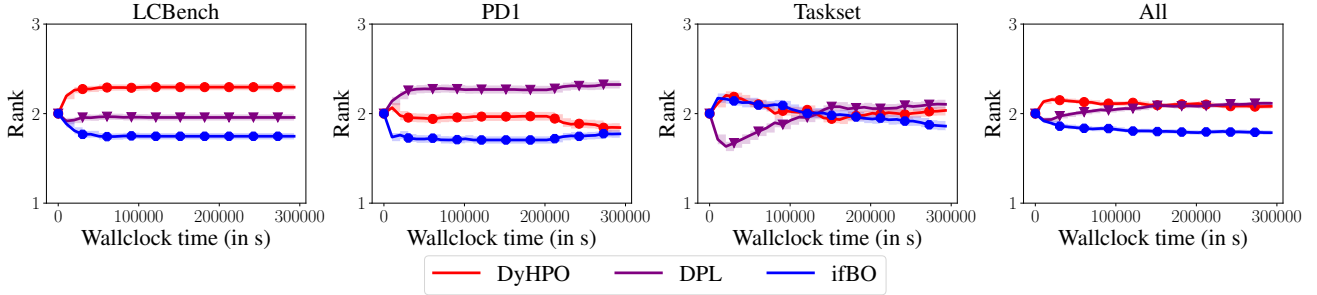 LCBench
PD1
Taskset
All
Rank
3
2
1
0
100000
200000
300000
Wallclock time (in s)
Rank
3
2
1
0
100000
200000
300000
Wallclock time (in s)
Rank
3
2
1
0
100000
200000
300000
Wallclock time (in s)
Rank
3
2
1
0
100000
200000
300000
Wallclock time (in s)
DyHPO
DPL
ifBO